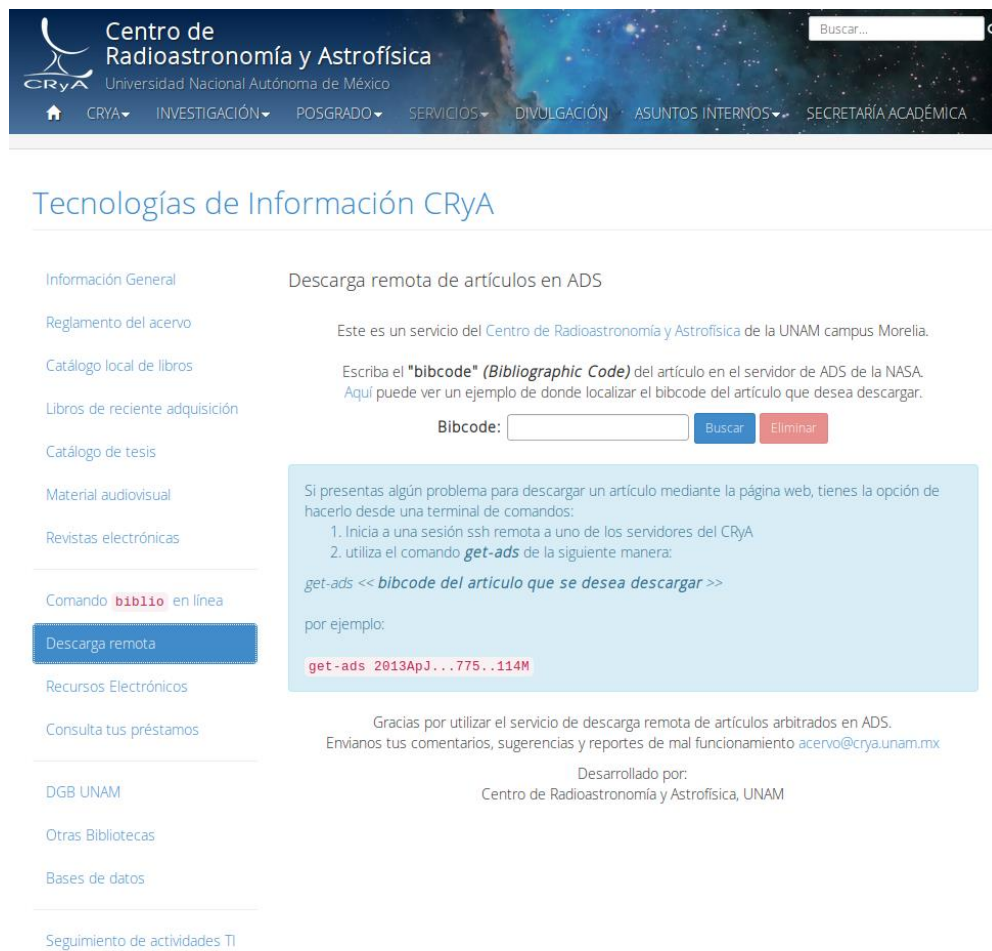 Centro de
Radioastronomía y Astrofísica
CRyA
Universidad Nacional Autónoma de México
Buscar...
CRYA
INVESTIGACIÓN
POSGRADO
SERVICIOS
DIVULGACIÓN
ASUNTOS INTERNOS
SECRETARÍA ACADÉMICA
Tecnologías de Información CRyA
Información General
Reglamento del acervo
Catálogo local de libros
Libros de reciente adquisición
Catálogo de tesis
Material audiovisual
Revistas electrónicas
Comando biblio en línea
Descarga remota
Recursos Electrónicos
Consulta tus préstamos
DGB UNAM
Otras Bibliotecas
Bases de datos
Seguimiento de actividades TI
Descarga remota de artículos en ADS
Este es un servicio del Centro de Radioastronomía y Astrofísica de la UNAM campus Morelia.
Escriba el "bibcode" (Bibliographic Code) del artículo en el servidor de ADS de la NASA.
Aquí puede ver un ejemplo de donde localizar el bibcode del artículo que desea descargar.
Bibcode:
Buscar
Eliminar
Si presentas algún problema para descargar un artículo mediante la página web, tienes la opción de
hacerlo desde una terminal de comandos:
1. Inicia a una sesión ssh remota a uno de los servidores del CRyA
2. utiliza el comando get-ads de la siguiente manera:
get-ads << bibcode del articulo que se desea descargar >>
por ejemplo:
get-ads 2013ApJ...775..114M
Gracias por utilizar el servicio de descarga remota de artículos arbitrados en ADS.
Envianos tus comentarios, sugerencias y reportes de mal funcionamiento acervo@crya.unam.mx
Desarrollado por:
Centro de Radioastronomía y Astrofísica, UNAM